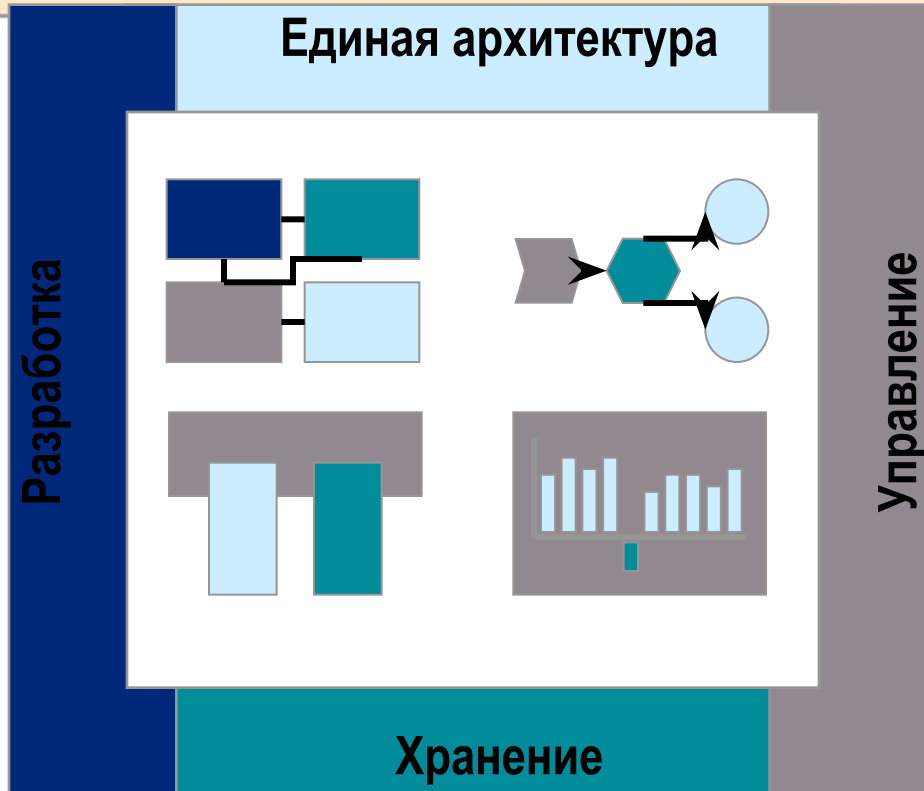 Единая архитектура
Разработка
Управление
Хранение